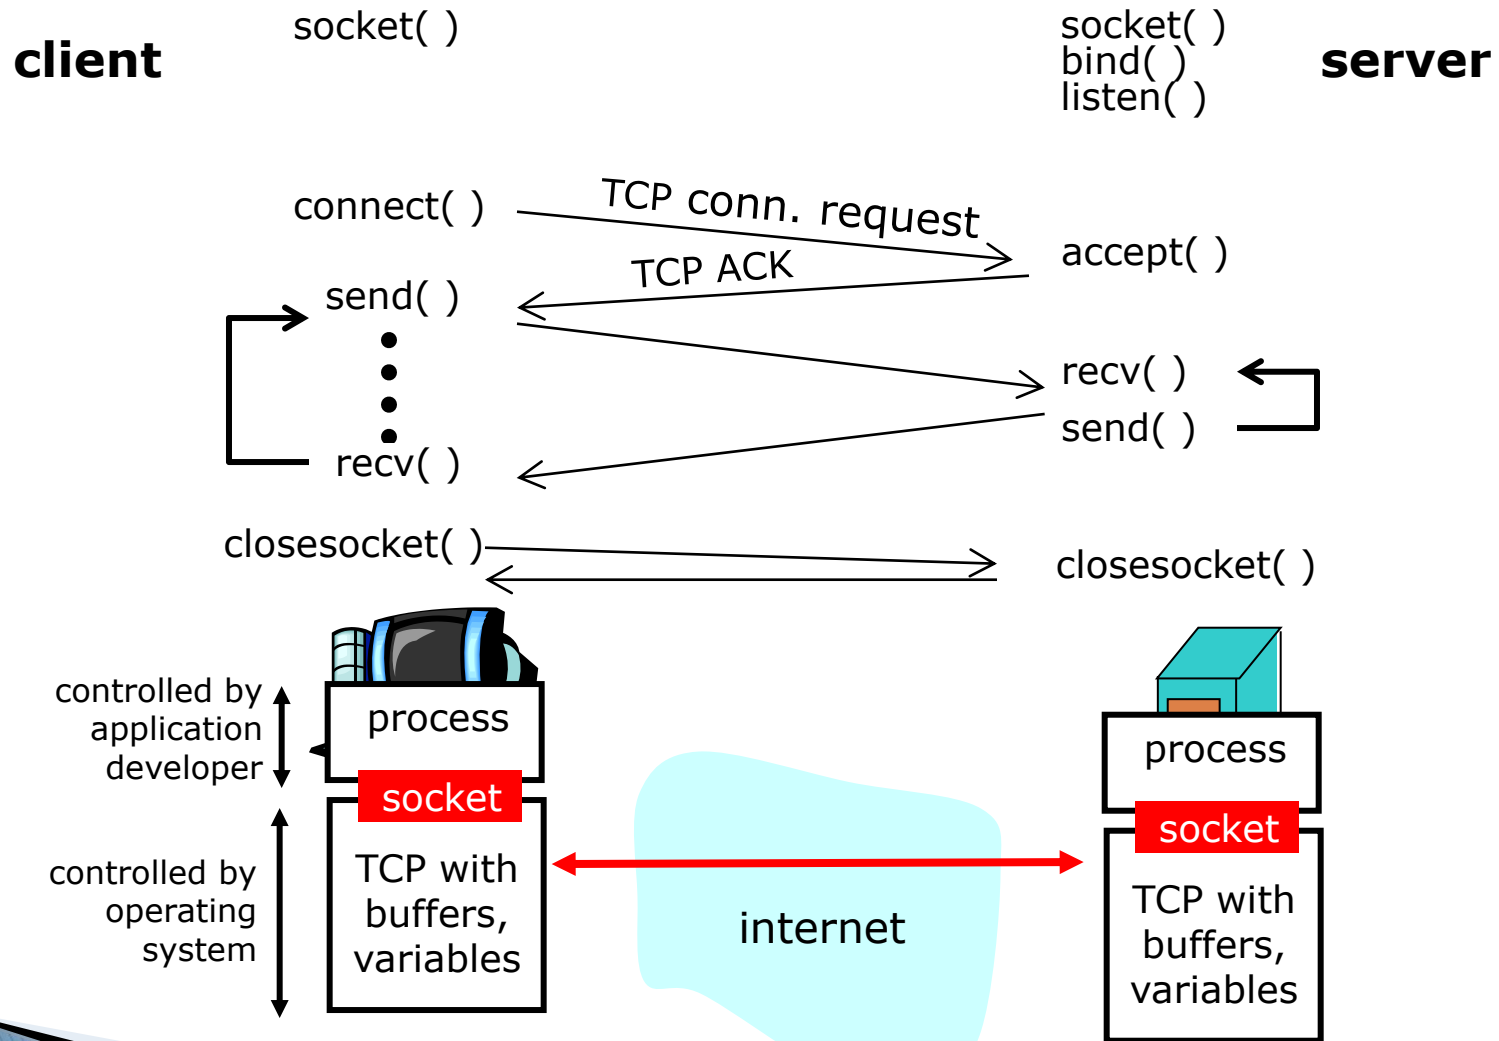 client
socket( )
socket( )
bind( )
listen( )
server
connect( )
TCP conn. request
accept( )
TCP ACK
send( )
recv( )
send( )
recv( )
closesocket( )
closesocket( )
controlled by
application
developer
process
process
socket
socket
controlled by
operating
system
TCP with
buffers,
variables
internet
TCP with
buffers,
variables